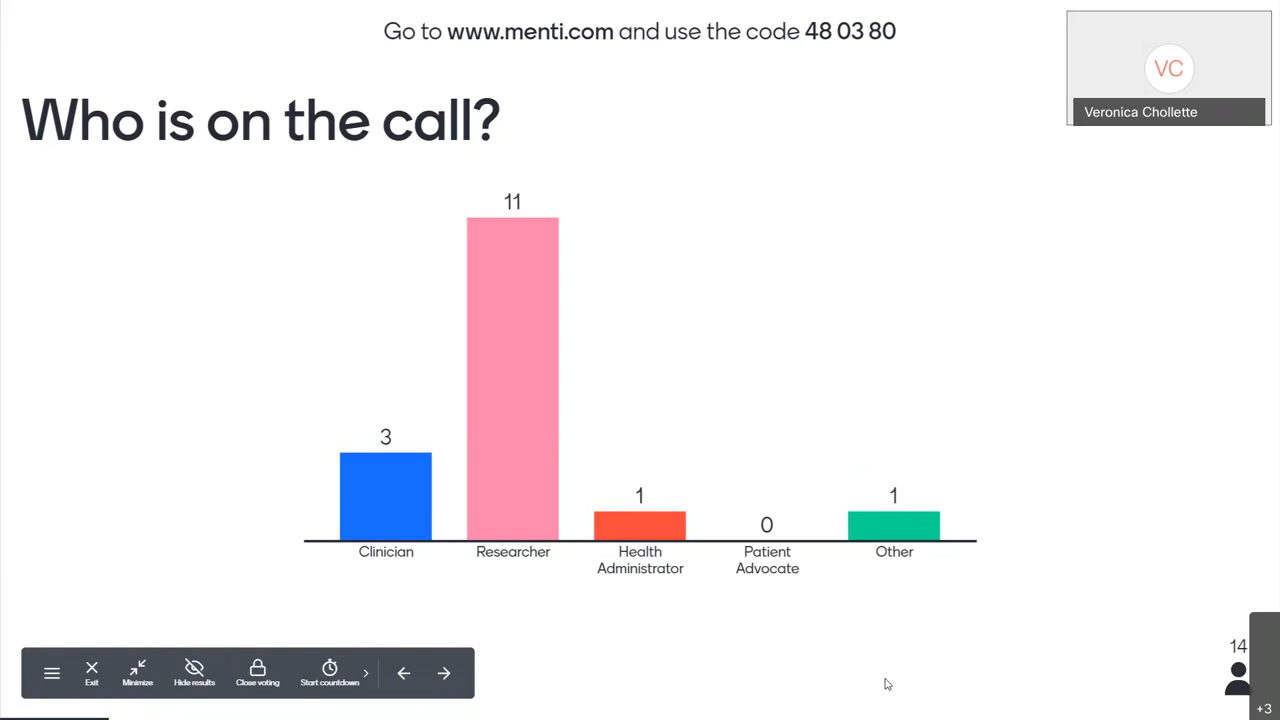 Go to www.menti.com and use the code 48 03 80
VC
Veronica Chollette
Who is on the call?
11
3
1
0
1
Clinician
Researcher
Health
Administrator
Patient
Advocate
Other
Exit
Minimize
Hide results
Close voting
Start countdown
14
+3